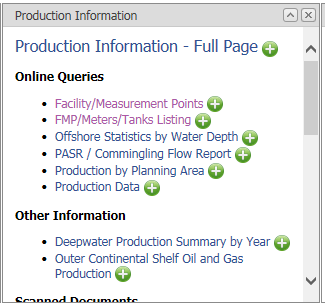 Production Information
Production Information - Full Page
Online Queries
Facility/Measurement Points
FMP/Meters/Tanks Listing
Offshore Statistics by Water Depth
PASR / Commingling Flow Report
Production by Planning Area
Production Data
Other Information
Deepwater Production Summary by Year
Outer Continental Shelf Oil and Gas
Production
Scanned Documents